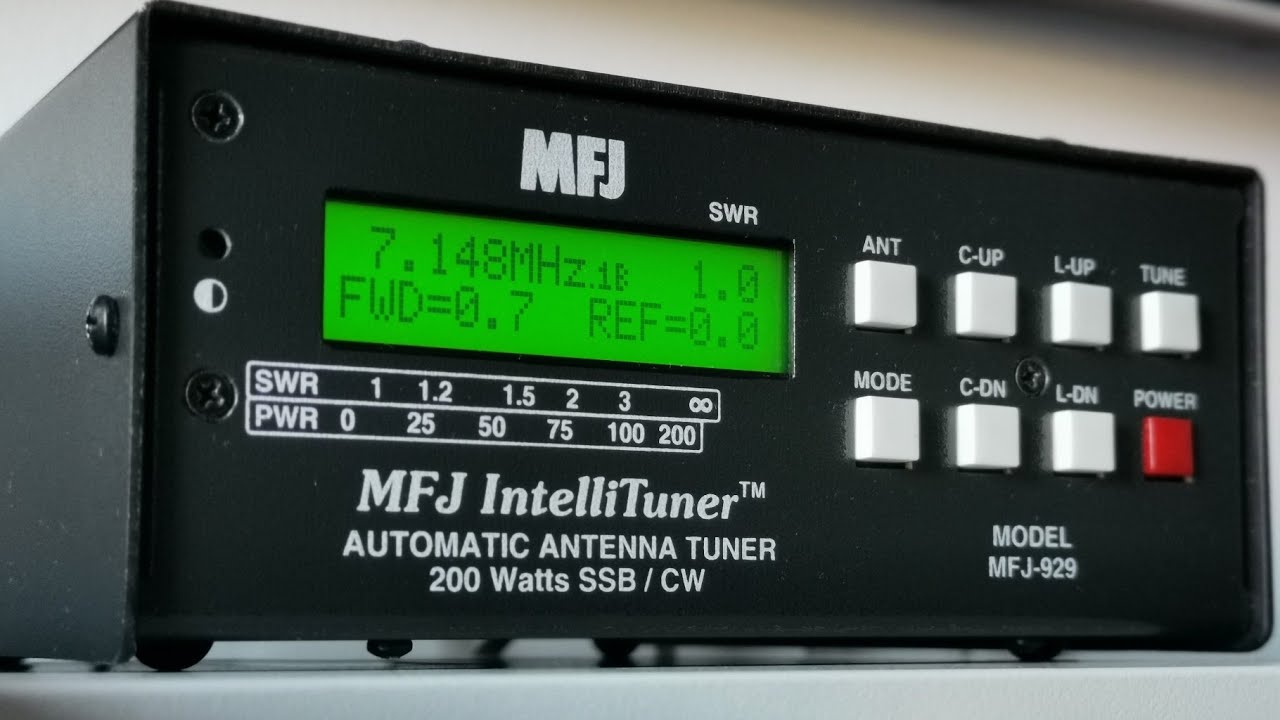 MFJ
SWR
7.148MHz.1B 1.0
FWD=0.7 REF=0.0
SWR 1 1.2 1.5 2 3 ∞
PWR 0 25 50 75 100 200
MFJ IntelliTuner™
AUTOMATIC ANTENNA TUNER
200 Watts SSB / CW
ANT C-UP L-UP TUNE
MODE C-DN L-DN POWER
MODEL
MFJ-929